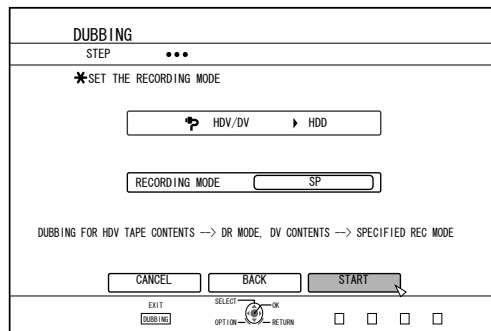 DUBBING
STEP
✱SET THE RECORDING MODE
HDV/DV ▶ HDD
RECORDING MODE SP
DUBBING FOR HDV TAPE CONTENTS --> DR MODE, DV CONTENTS --> SPECIFIED REC MODE
CANCEL BACK START
EXIT
DUBBING
SELECT OK
OPTION RETURN